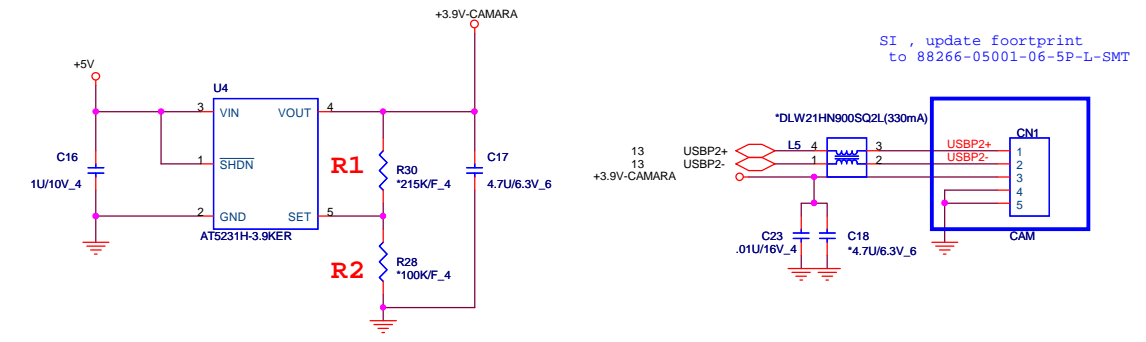 +3.9V-CAMARA
+5V
U4
3 VIN
VOUT 4
C16
1U/10V_4
1 SHDN
R1
R30
*215K/F_4
C17
4.7U/6.3V_6
2 GND
SET 5
AT5231H-3.9KER
R2
R28
*100K/F_4
SI , update foortprint
to 88266-05001-06-5P-L-SMT
*DLW21HN900SQ2L(330mA)
CN1
13 USBP2+ L5 4 3 USBP2+ 1
13 USBP2- 1 2 USBP2- 2
+3.9V-CAMARA 3
4
5
CAM
C23
.01U/16V_4
C18
*4.7U/6.3V_6